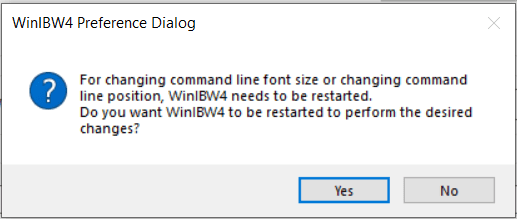 WinIBW4 Preference Dialog
For changing command line font size or changing command
line position, WinIBW4 needs to be restarted.
Do you want WinIBW4 to be restarted to perform the desired
changes?
Yes No